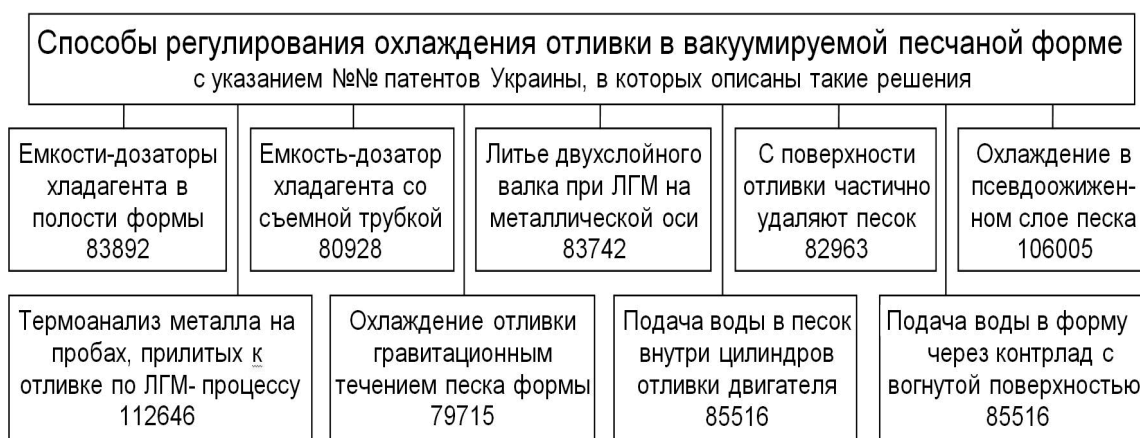 Способы регулирования охлаждения отливки в вакуумируемой песчаной форме
с указанием №№ патентов Украины, в которых описаны такие решения
Емкости-дозаторы
хладагента в
полости формы
83892
Емкость-дозатор
хладагента со
съемной трубкой
80928
Литье двухслойного
валка при ЛГМ на
металлической оси
83742
С поверхности
отливки частично
удаляют песок
82963
Охлаждение в
псевдоожижен-
ном слое песка
106005
Термоанализ металла на
пробах, прилитых к
отливке по ЛГМ- процессу
112646
Охлаждение отливки
гравитационным
течением песка формы
79715
Подача воды в песок
внутри цилиндров
отливки двигателя
85516
Подача воды в форму
через контрлад с
вогнутой поверхностью
85516